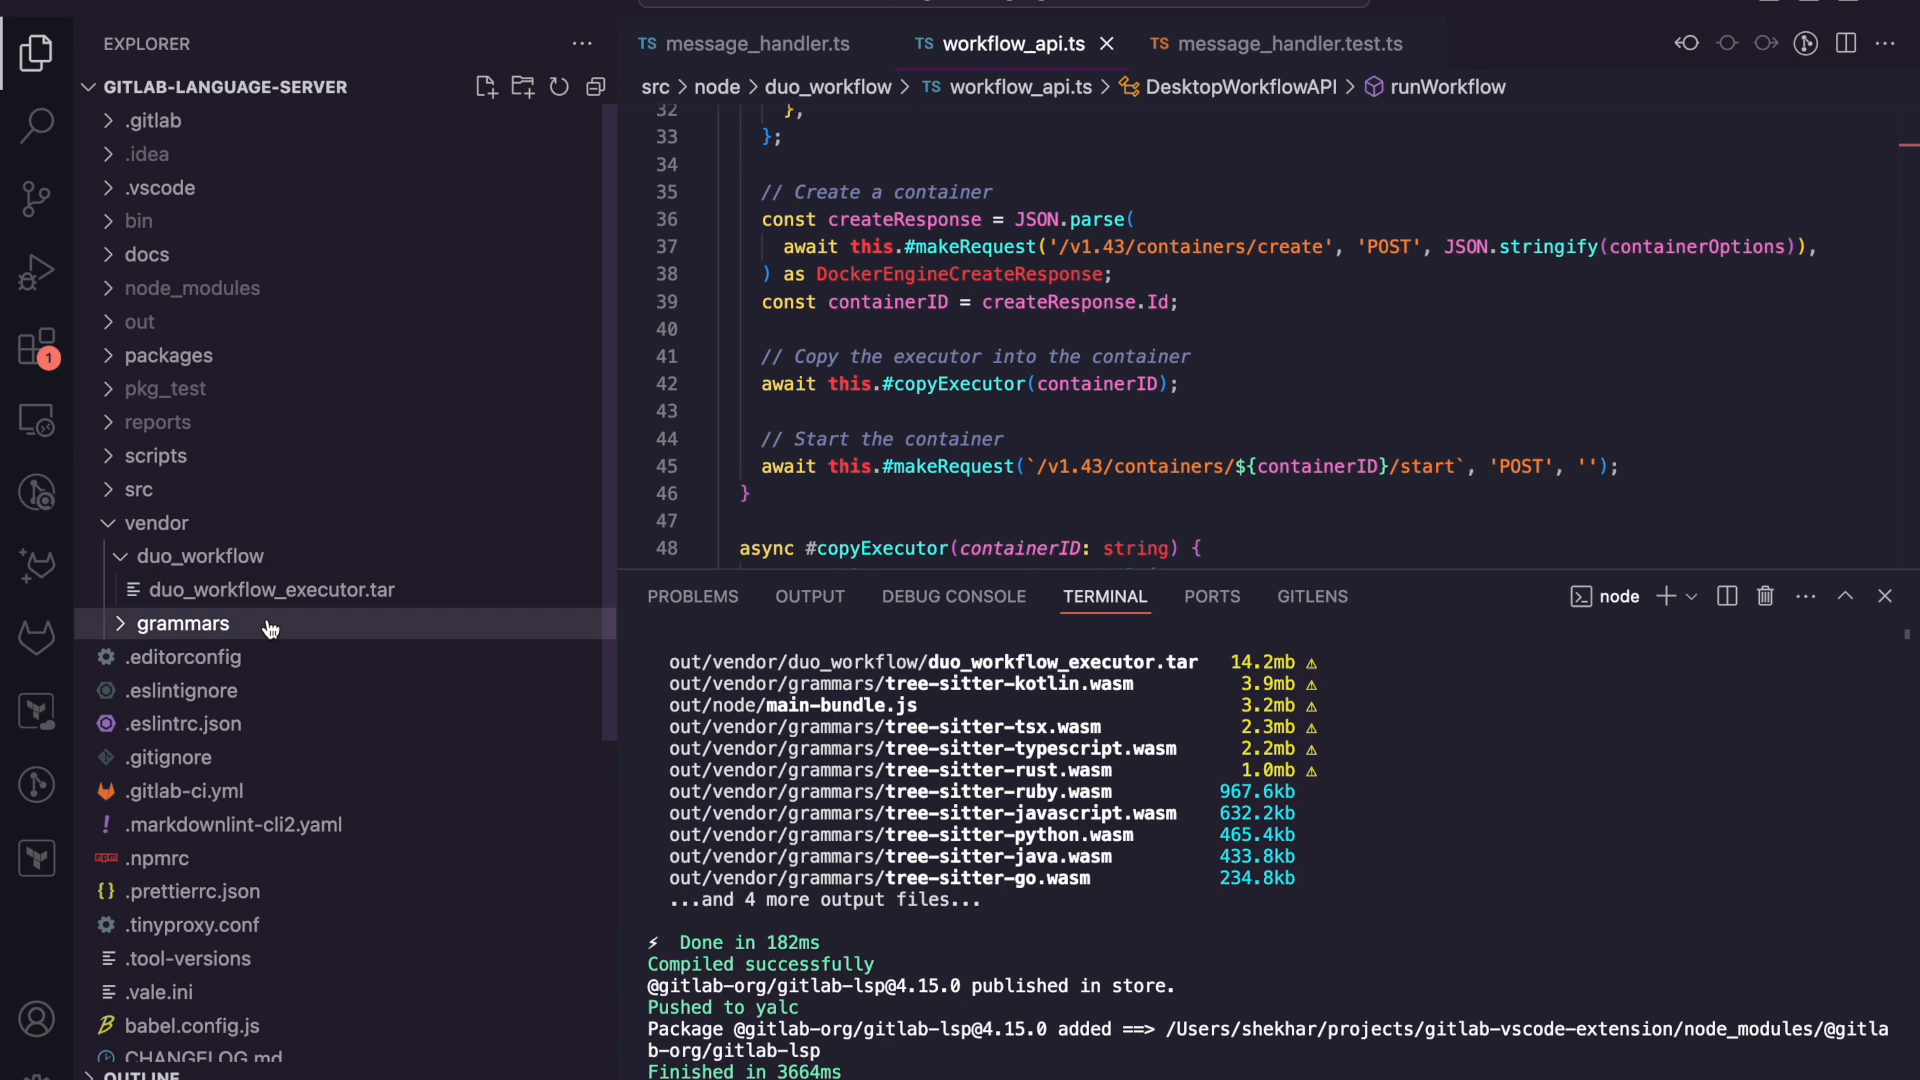 EXPLORER
GITLAB-LANGUAGE-SERVER
.gitlab
.idea
.vscode
bin
docs
node_modules
out
packages
pkg_test
reports
scripts
src
vendor
duo_workflow
duo_workflow_executor.tar
grammars
.editorconfig
.eslintignore
.eslintrc.json
.gitignore
.gitlab-ci.yml
.markdownlint-cli2.yaml
.npmrc
.prettierrc.json
.tinyproxy.conf
.tool-versions
.vale.ini
babel.config.js
CHANGELOG.md
OUTLINE
1
TS message_handler.ts
TS workflow_api.ts
TS message_handler.test.ts
src > node > duo_workflow > TS workflow_api.ts > DesktopWorkflowAPI > runWorkflow
32 },
33 };
34
35 // Create a container
36 const createResponse = JSON.parse(
37 await this.#makeRequest('/v1.43/containers/create', 'POST', JSON.stringify(containerOptions)),
38 ) as DockerEngineCreateResponse;
39 const containerID = createResponse.Id;
40
41 // Copy the executor into the container
42 await this.#copyExecutor(containerID);
43
44 // Start the container
45 await this.#makeRequest(`/v1.43/containers/${containerID}/start`, 'POST', '');
46 }
47
48 async #copyExecutor(containerID: string) {
PROBLEMS OUTPUT DEBUG CONSOLE TERMINAL PORTS GITLENS node
out/vendor/duo_workflow/duo_workflow_executor.tar 14.2mb ⚠
out/vendor/grammars/tree-sitter-kotlin.wasm 3.9mb ⚠
out/node/main-bundle.js 3.2mb ⚠
out/vendor/grammars/tree-sitter-tsx.wasm 2.3mb ⚠
out/vendor/grammars/tree-sitter-typescript.wasm 2.2mb ⚠
out/vendor/grammars/tree-sitter-rust.wasm 1.0mb ⚠
out/vendor/grammars/tree-sitter-ruby.wasm 967.6kb
out/vendor/grammars/tree-sitter-javascript.wasm 632.2kb
out/vendor/grammars/tree-sitter-python.wasm 465.4kb
out/vendor/grammars/tree-sitter-java.wasm 433.8kb
out/vendor/grammars/tree-sitter-go.wasm 234.8kb
...and 4 more output files...
⚡ Done in 182ms
Compiled successfully
@gitlab-org/gitlab-lsp@4.15.0 published in store.
Pushed to yalc
Package @gitlab-org/gitlab-lsp@4.15.0 added ==> /Users/shekhar/projects/gitlab-vscode-extension/node_modules/@gitla
b-org/gitlab-lsp
Finished in 3664ms